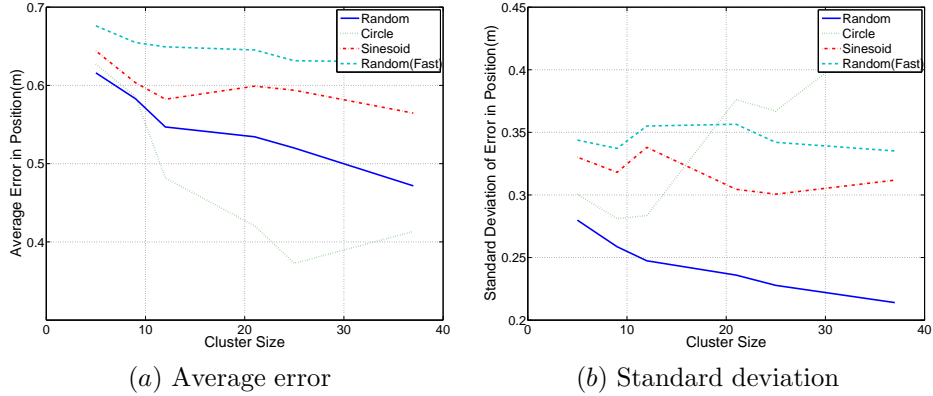 0.7
0.6
0.5
0.4
0
10
20
30
40
Cluster Size
Average Error in Position(m)
Random
Circle
Sinesoid
Random(Fast)
(a) Average error
0.45
0.4
0.35
0.3
0.25
0.2
0
10
20
30
40
Cluster Size
Standard Deviation of Error in Position(m)
Random
Circle
Sinesoid
Random(Fast)
(b) Standard deviation